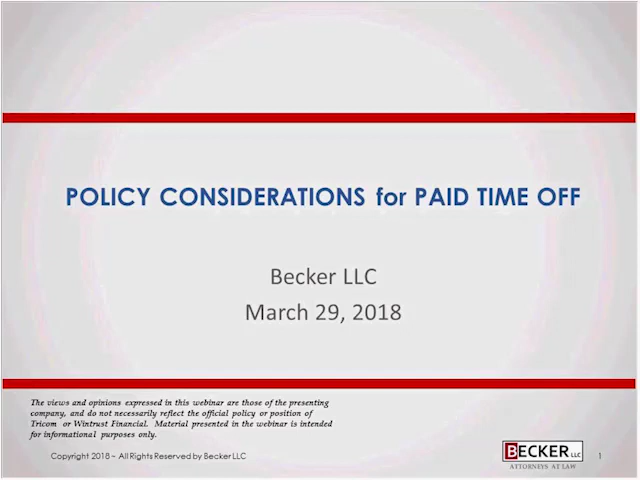 POLICY CONSIDERATIONS for PAID TIME OFF
Becker LLC
March 29, 2018
The views and opinions expressed in this webinar are those of the presenting
company, and do not necessarily reflect the official policy or position of
Tricom or Wintrust Financial. Material presented in the webinar is intended
for informational purposes only.
Copyright 2018 ~ All Rights Reserved by Becker LLC
BECKER LLC
ATTORNEYS AT LAW
1